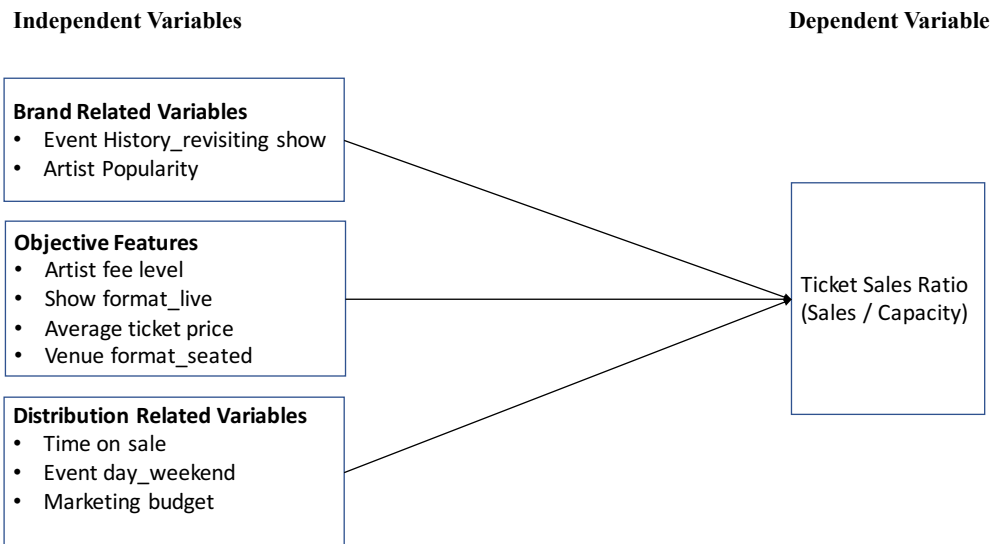 Independent Variables
Dependent Variable
Brand Related Variables
• Event History_revisiting show
• Artist Popularity
Objective Features
• Artist fee level
• Show format_live
• Average ticket price
• Venue format_seated
Distribution Related Variables
• Time on sale
• Event day_weekend
• Marketing budget
Ticket Sales Ratio
(Sales / Capacity)